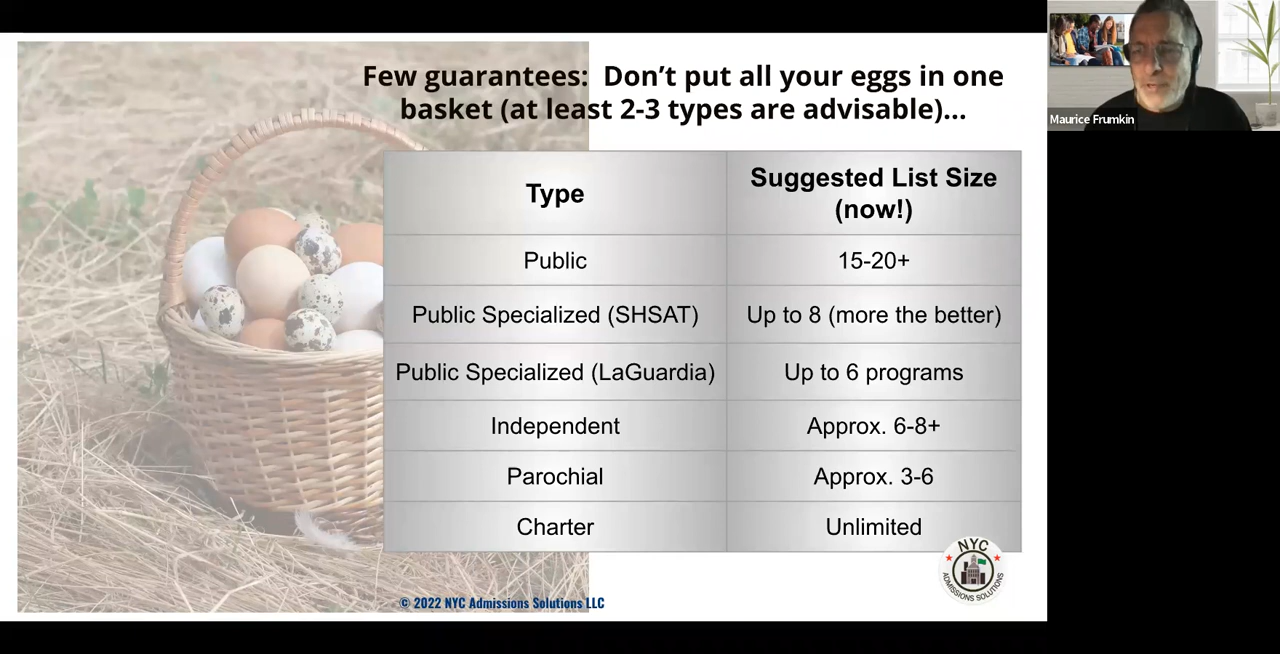 Few guarantees:  Don’t put all your eggs in one
basket (at least 2-3 types are advisable)...
Type
Suggested List Size
(now!)
Public
15-20+
Public Specialized (SHSAT)
Up to 8 (more the better)
Public Specialized (LaGuardia)
Up to 6 programs
Independent
Approx. 6-8+
Parochial
Approx. 3-6
Charter
Unlimited
NYC
ADMISSIONS SOLUTIONS
© 2022 NYC Admissions Solutions LLC
Maurice Frumkin